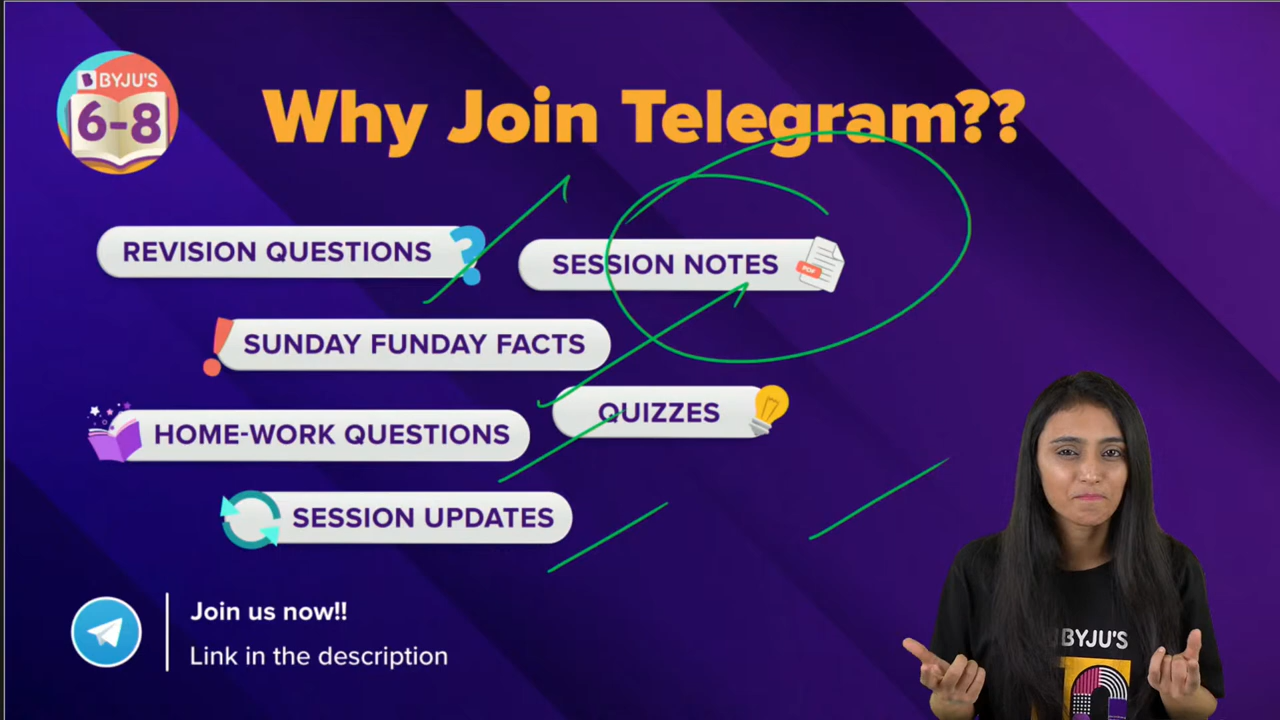 BYJU'S
6-8
Why Join Telegram??
REVISION QUESTIONS
?
SESSION NOTES
PDF
!
SUNDAY FUNDAY FACTS
QUIZZES
HOME-WORK QUESTIONS
SESSION UPDATES
Join us now!!
Link in the description
BYJU'S